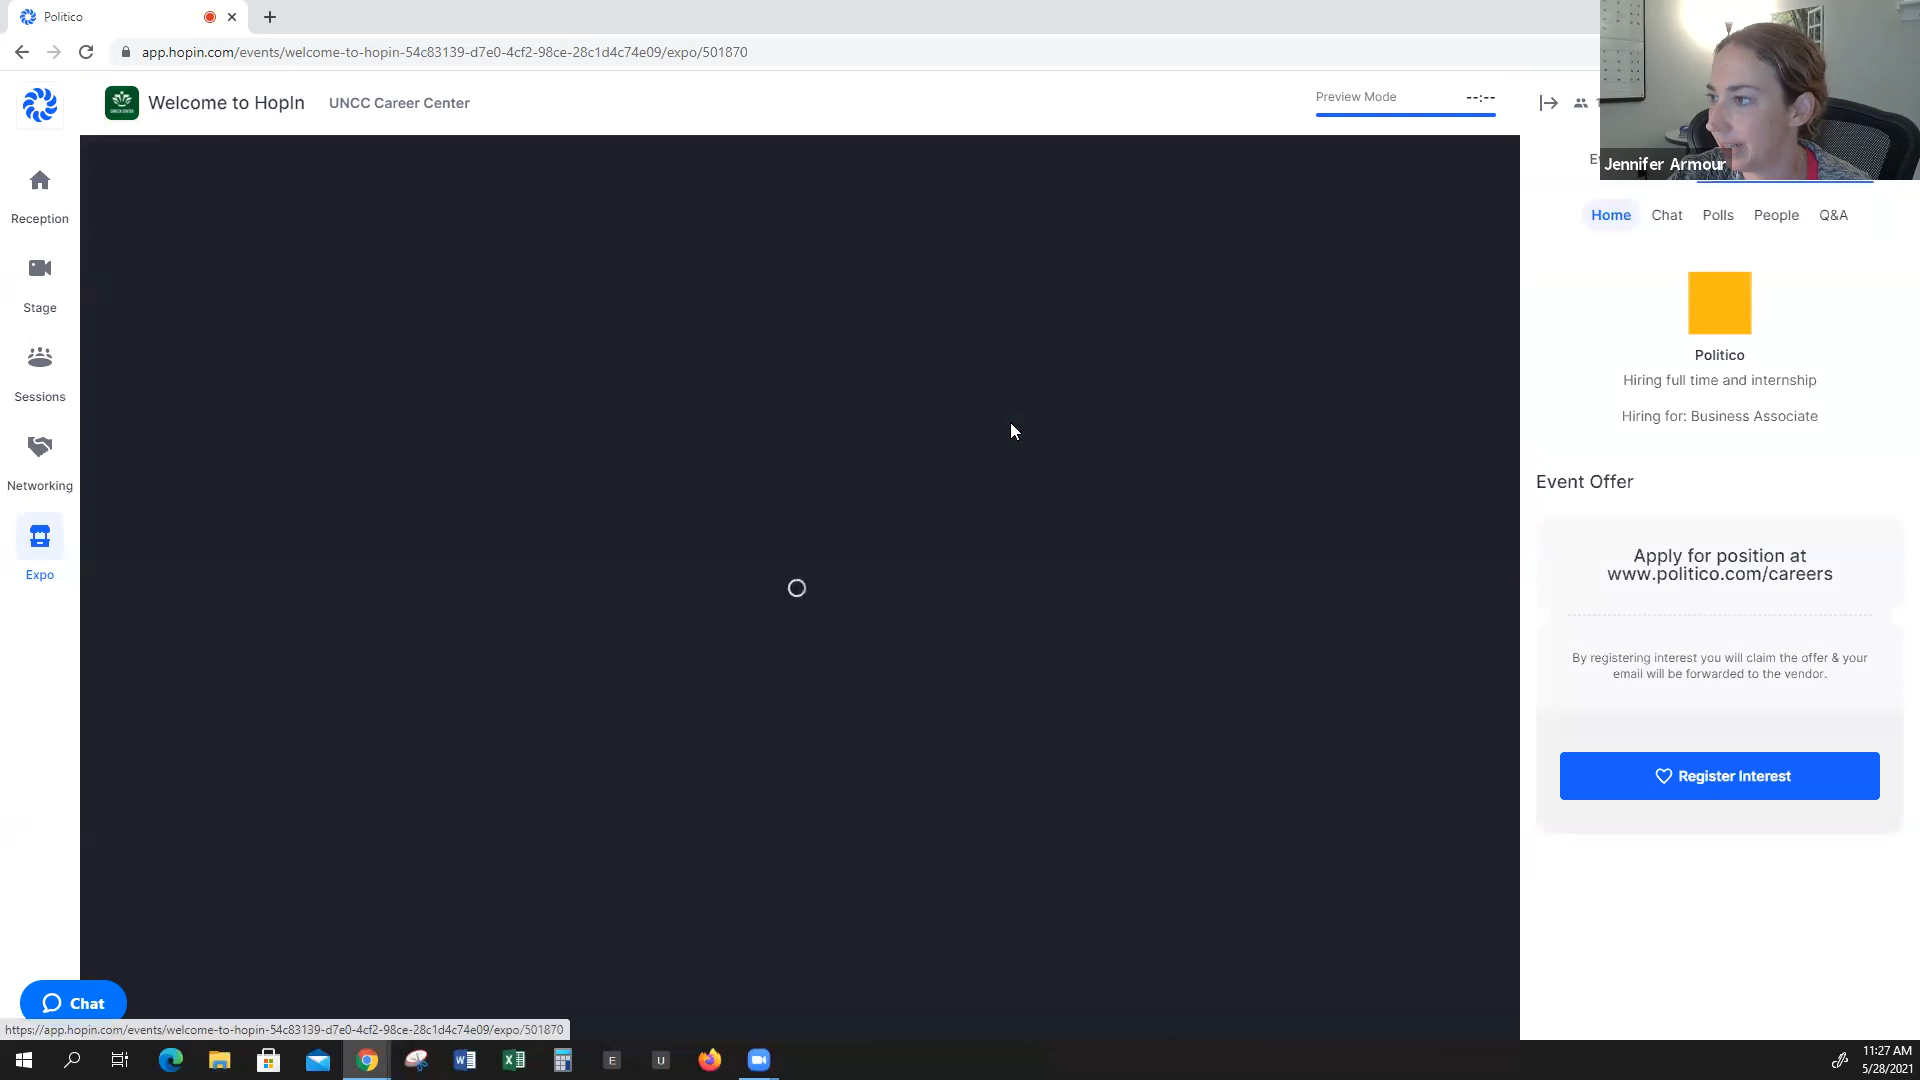 Politico
app.hopin.com/events/welcome-to-hopin-54c83139-d7e0-4cf2-98ce-28c1d4c74e09/expo/501870
Welcome to HopIn
UNCC Career Center
Preview Mode
--:--
Jennifer Armour
Reception
Stage
Sessions
Networking
Expo
Home
Chat
Polls
People
Q&A
Politico
Hiring full time and internship
Hiring for: Business Associate
Event Offer
Apply for position at
www.politico.com/careers
By registering interest you will claim the offer & your
email will be forwarded to the vendor.
Register Interest
Chat
https://app.hopin.com/events/welcome-to-hopin-54c83139-d7e0-4cf2-98ce-28c1d4c74e09/expo/501870
E
U
11:27 AM
5/28/2021